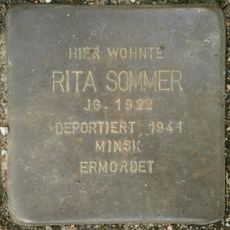 HIER WOHNTE
RITA SOMMER
JG. 1922
DEPORTIERT 1941
MINSK
ERMORDET